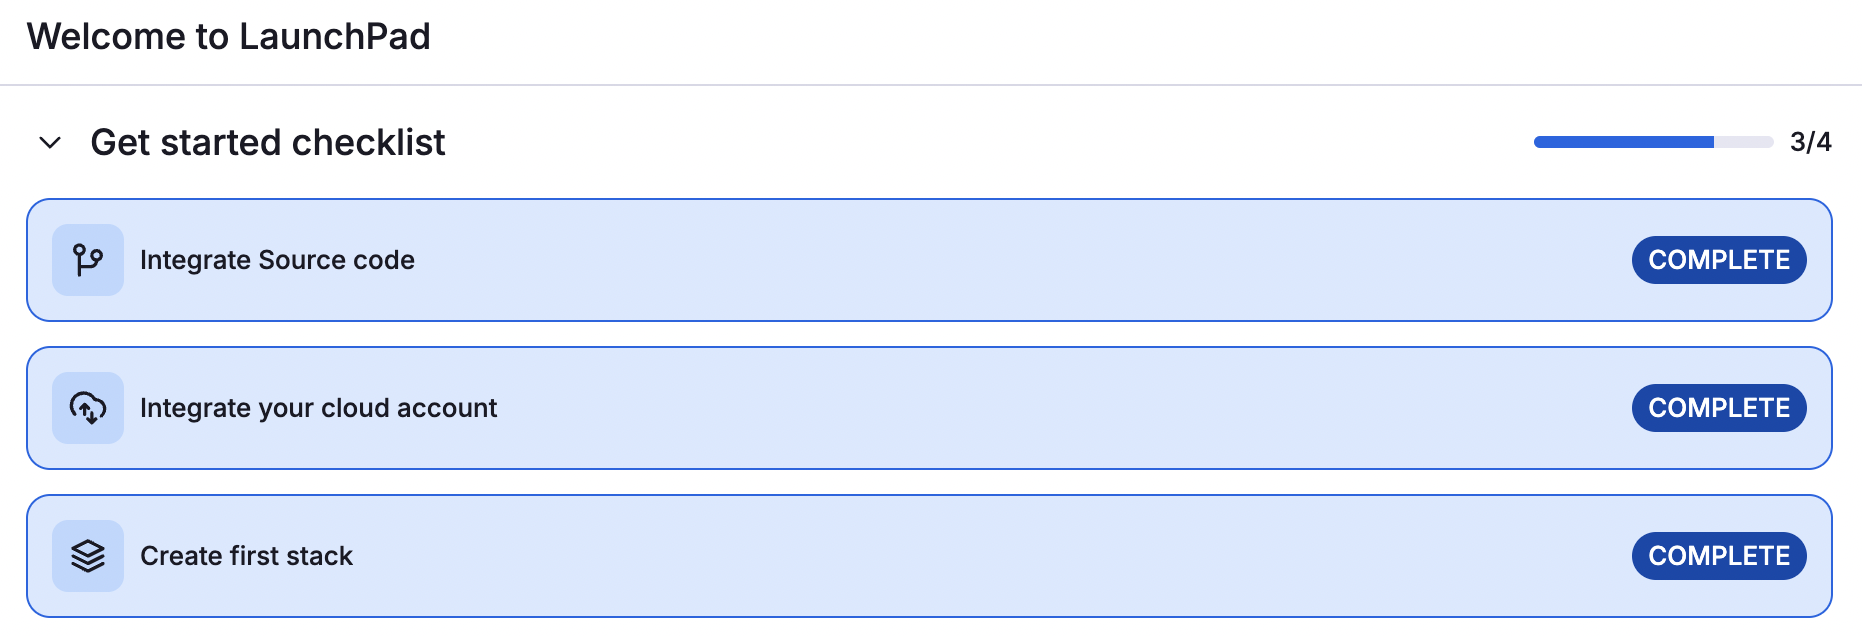 Welcome to LaunchPad
Get started checklist 3/4
Integrate Source code COMPLETE
Integrate your cloud account COMPLETE
Create first stack COMPLETE